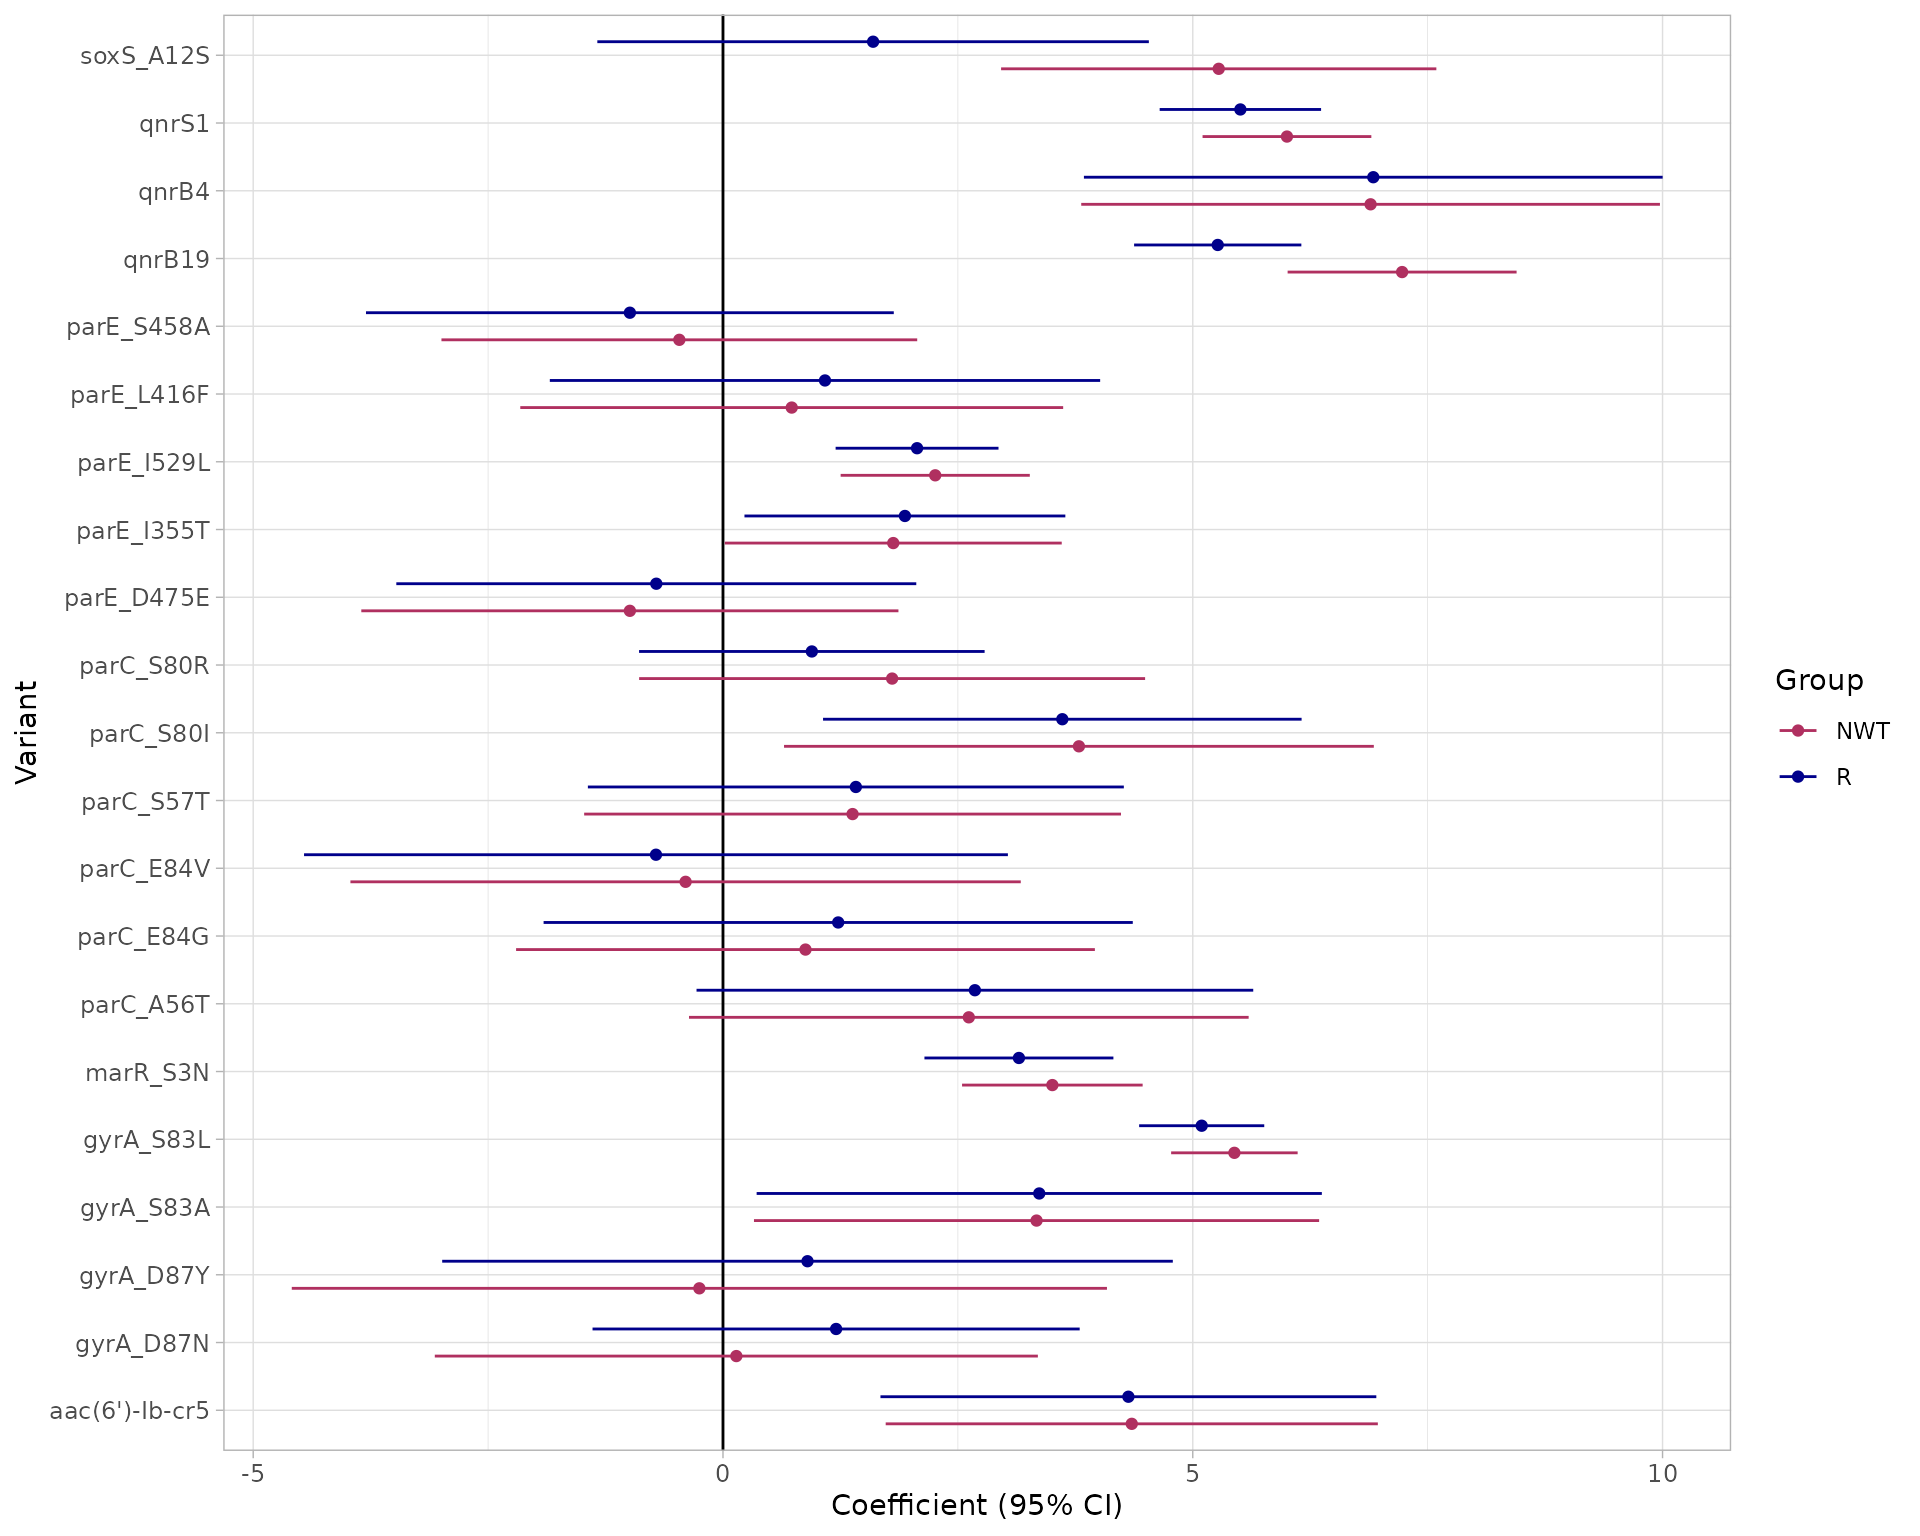 soxS_A12S
qnrS1
qnrB4
qnrB19
parE_S458A
parE_L416F
parE_I529L
parE_I355T
parE_D475E
parC_S80R
parC_S80I
parC_S57T
parC_E84V
parC_E84G
parC_A56T
marR_S3N
gyrA_S83L
gyrA_S83A
gyrA_D87Y
gyrA_D87N
aac(6')-Ib-cr5
Variant
-5 0 5 10
Coefficient (95% CI)
Group
NWT
R